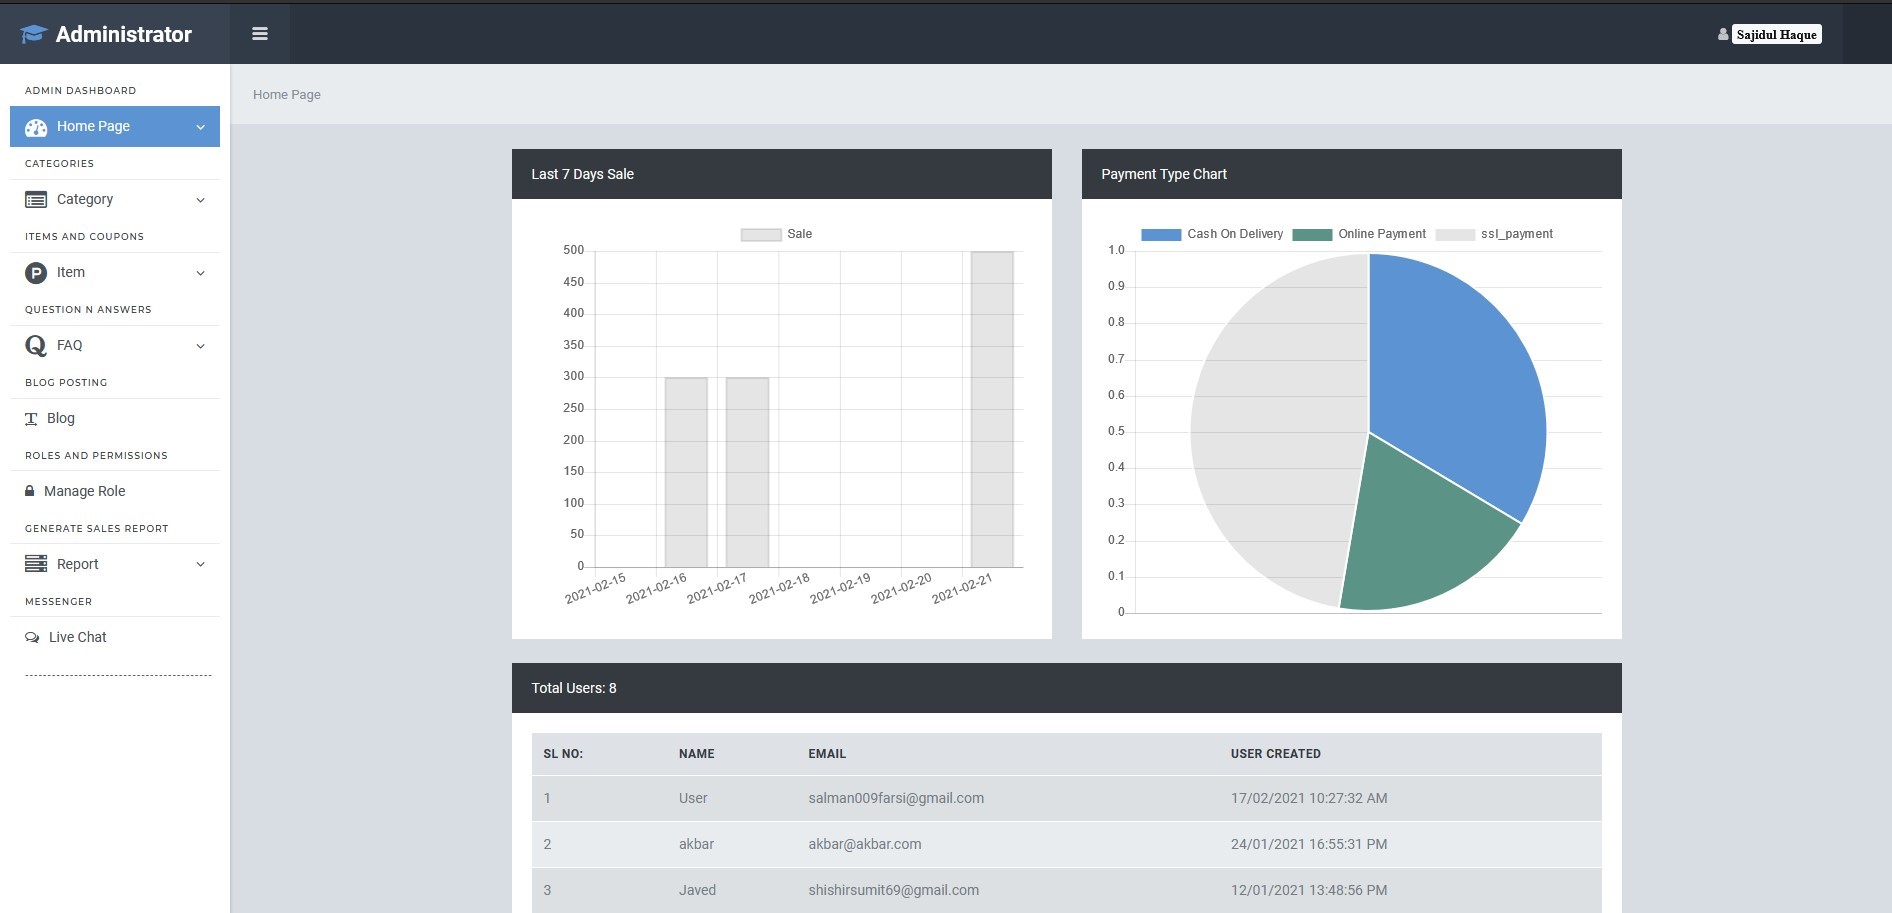 Administrator
Sajidul Haque
ADMIN DASHBOARD
Home Page
CATEGORIES
Category
ITEMS AND COUPONS
P Item
QUESTION N ANSWERS
Q FAQ
BLOG POSTING
Blog
ROLES AND PERMISSIONS
Manage Role
GENERATE SALES REPORT
Report
MESSENGER
Live Chat
Home Page
Last 7 Days Sale
Sale
500
450
400
350
300
250
200
150
100
50
0
2021-02-15 2021-02-16 2021-02-17 2021-02-18 2021-02-19 2021-02-20 2021-02-21
Payment Type Chart
Cash On Delivery Online Payment ssl_payment
1.0
0.9
0.8
0.7
0.6
0.5
0.4
0.3
0.2
0.1
0
Total Users: 8
SL NO: NAME EMAIL USER CREATED
1 User salman009farsi@gmail.com 17/02/2021 10:27:32 AM
2 akbar akbar@akbar.com 24/01/2021 16:55:31 PM
3 Javed shishirsumit69@gmail.com 12/01/2021 13:48:56 PM